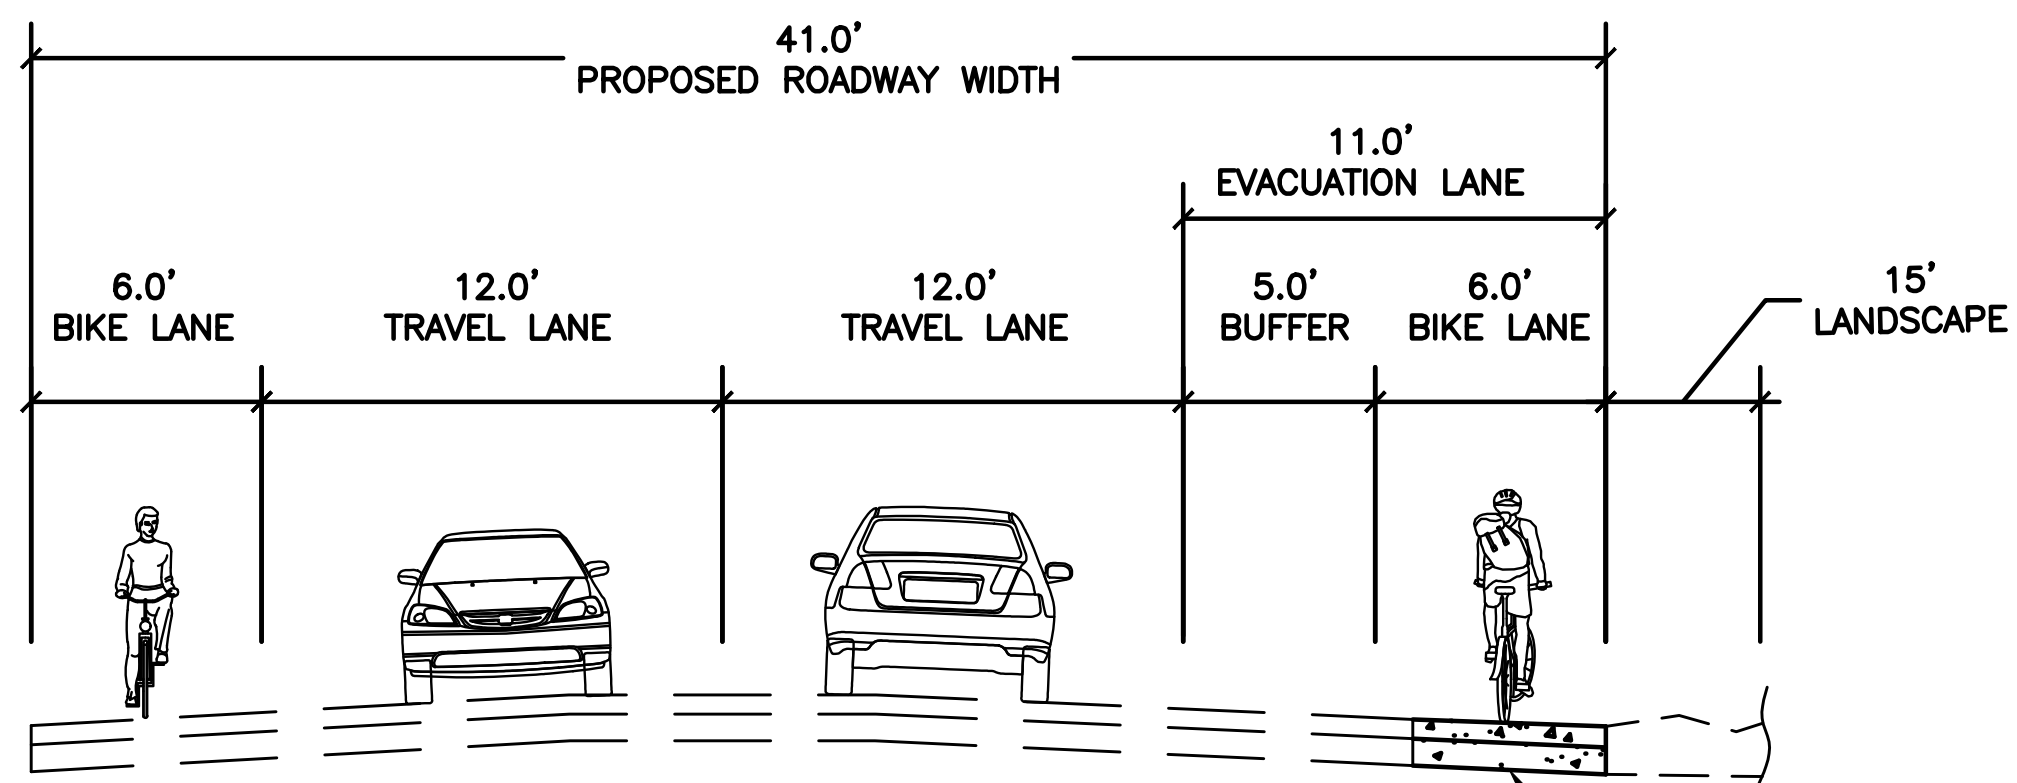 41.0'
PROPOSED ROADWAY WIDTH
11.0'
EVACUATION LANE
6.0'
BIKE LANE
12.0'
TRAVEL LANE
12.0'
TRAVEL LANE
5.0'
BUFFER
6.0'
BIKE LANE
15'
LANDSCAPE